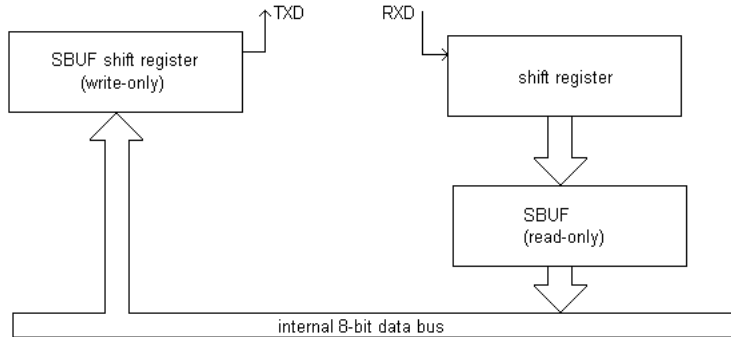 TXD
RXD
SBUF shift register
(write-only)
shift register
SBUF
(read-only)
internal 8-bit data bus